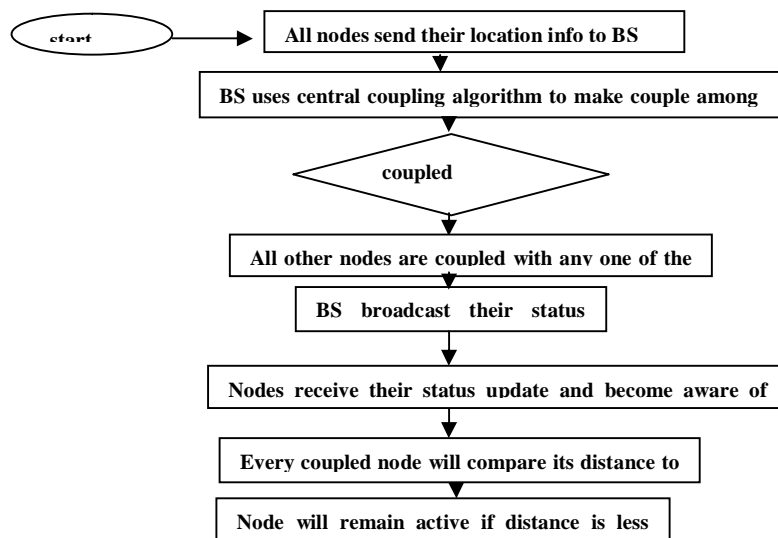 start
All nodes send their location info to BS
BS uses central coupling algorithm to make couple among
coupled
All other nodes are coupled with any one of the
BS broadcast their status
Nodes receive their status update and become aware of
Every coupled node will compare its distance to
Node will remain active if distance is less